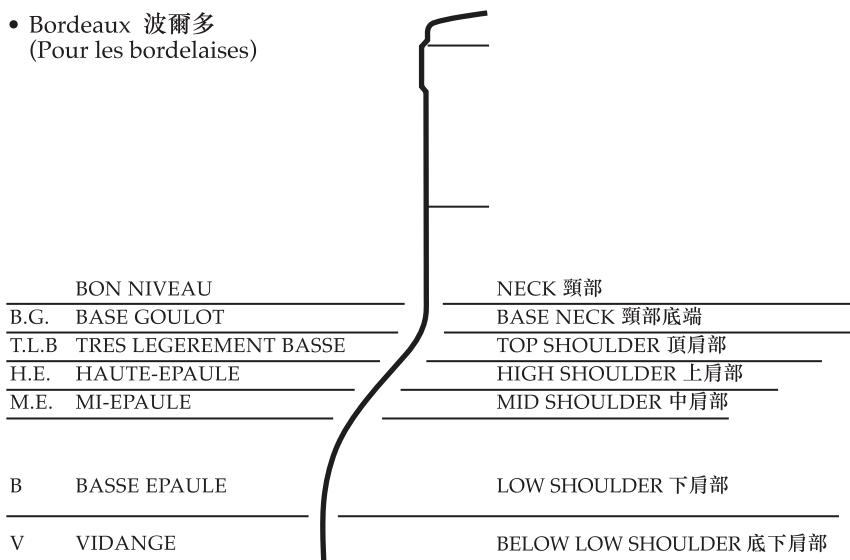 • Bordeaux 波爾多
(Pour les bordelaises)
BON NIVEAU NECK 頸部
B.G. BASE GOULOT BASE NECK 頸部底端
T.L.B TRES LEGEREMENT BASSE TOP SHOULDER 頂肩部
H.E. HAUTE-EPAULE HIGH SHOULDER 上肩部
M.E. MI-EPAULE MID SHOULDER 中肩部
B BASSE EPAULE LOW SHOULDER 下肩部
V VIDANGE BELOW LOW SHOULDER 底下肩部